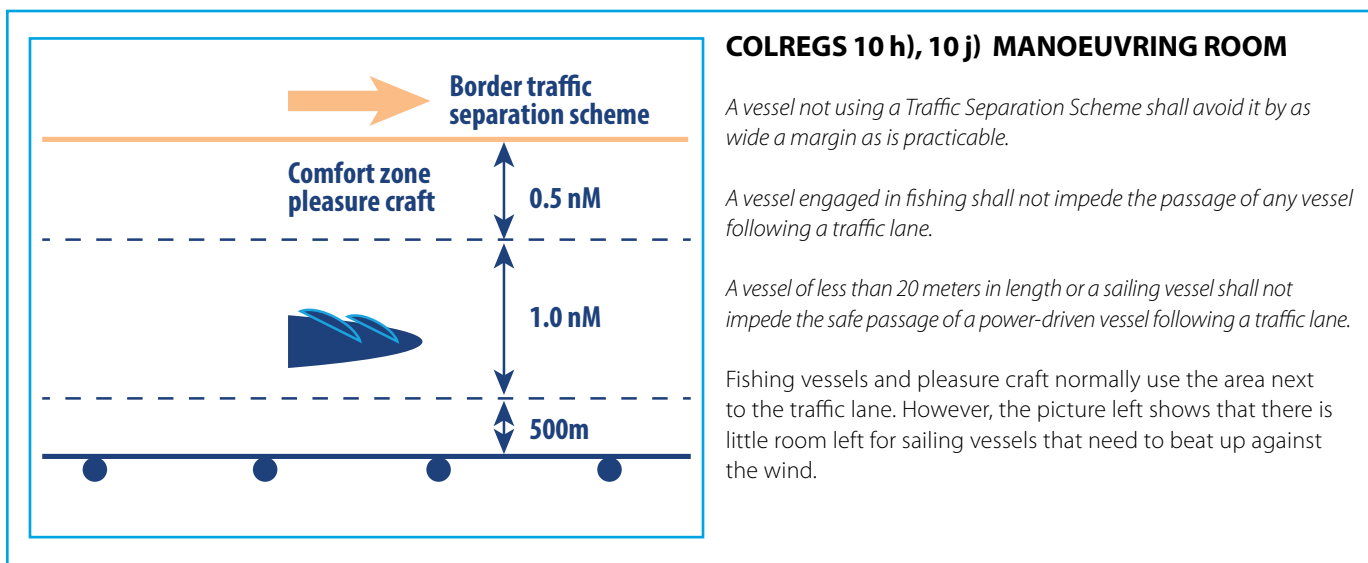 Border traffic
separation scheme
Comfort zone
pleasure craft
0.5 nM
1.0 nM
500m
COLREGS 10 h), 10 j) MANOEUVRING ROOM
A vessel not using a Traffic Separation Scheme shall avoid it by as
wide a margin as is practicable.
A vessel engaged in fishing shall not impede the passage of any vessel
following a traffic lane.
A vessel of less than 20 meters in length or a sailing vessel shall not
impede the safe passage of a power-driven vessel following a traffic lane.
Fishing vessels and pleasure craft normally use the area next
to the traffic lane. However, the picture left shows that there is
little room left for sailing vessels that need to beat up against
the wind.